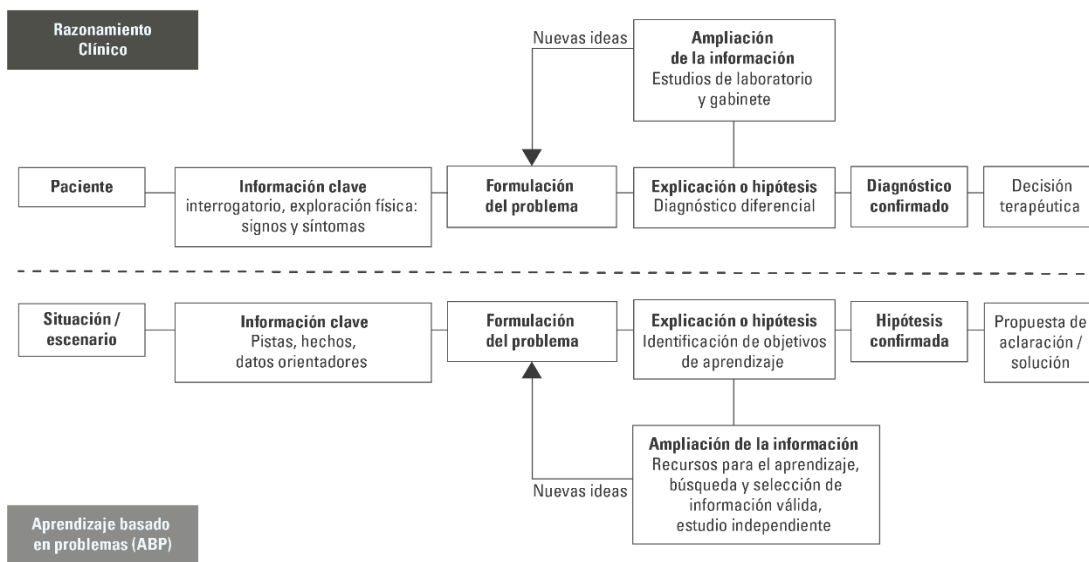 Razonamiento
Clínico
Nuevas ideas
Ampliación
de la información
Estudios de laboratorio
y gabinete
Paciente
Información clave
interrogatorio, exploración física:
signos y síntomas
Formulación
del problema
Explicación o hipótesis
Diagnóstico diferencial
Diagnóstico
confirmado
Decisión
terapéutica
Situación /
escenario
Información clave
Pistas, hechos,
datos orientadores
Formulación
del problema
Explicación o hipótesis
Identificación de objetivos
de aprendizaje
Hipótesis
confirmada
Propuesta de
aclaración /
solución
Nuevas ideas
Ampliación de la información
Recursos para el aprendizaje,
búsqueda y selección de
información válida,
estudio independiente
Aprendizaje basado
en problemas (ABP)